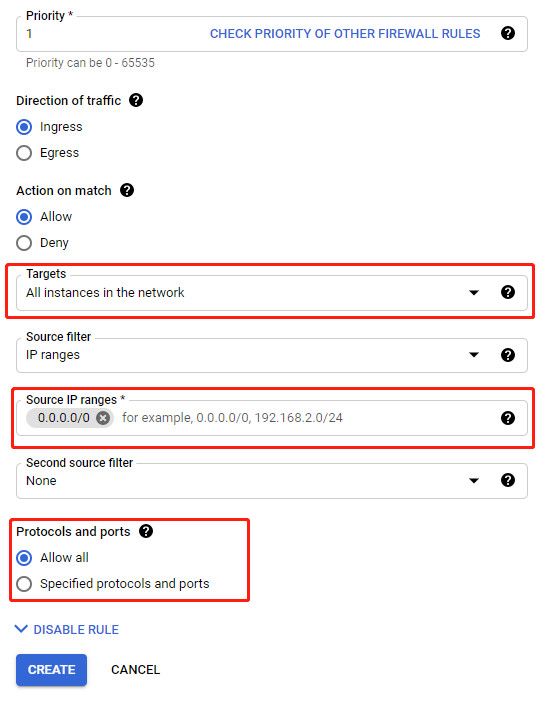 Priority *
1 CHECK PRIORITY OF OTHER FIREWALL RULES
Priority can be 0 - 65535
Direction of traffic
Ingress
Egress
Action on match
Allow
Deny
Targets
All instances in the network
Source filter
IP ranges
Source IP ranges *
0.0.0.0/0 for example, 0.0.0.0/0, 192.168.2.0/24
Second source filter
None
Protocols and ports
Allow all
Specified protocols and ports
DISABLE RULE
CREATE CANCEL